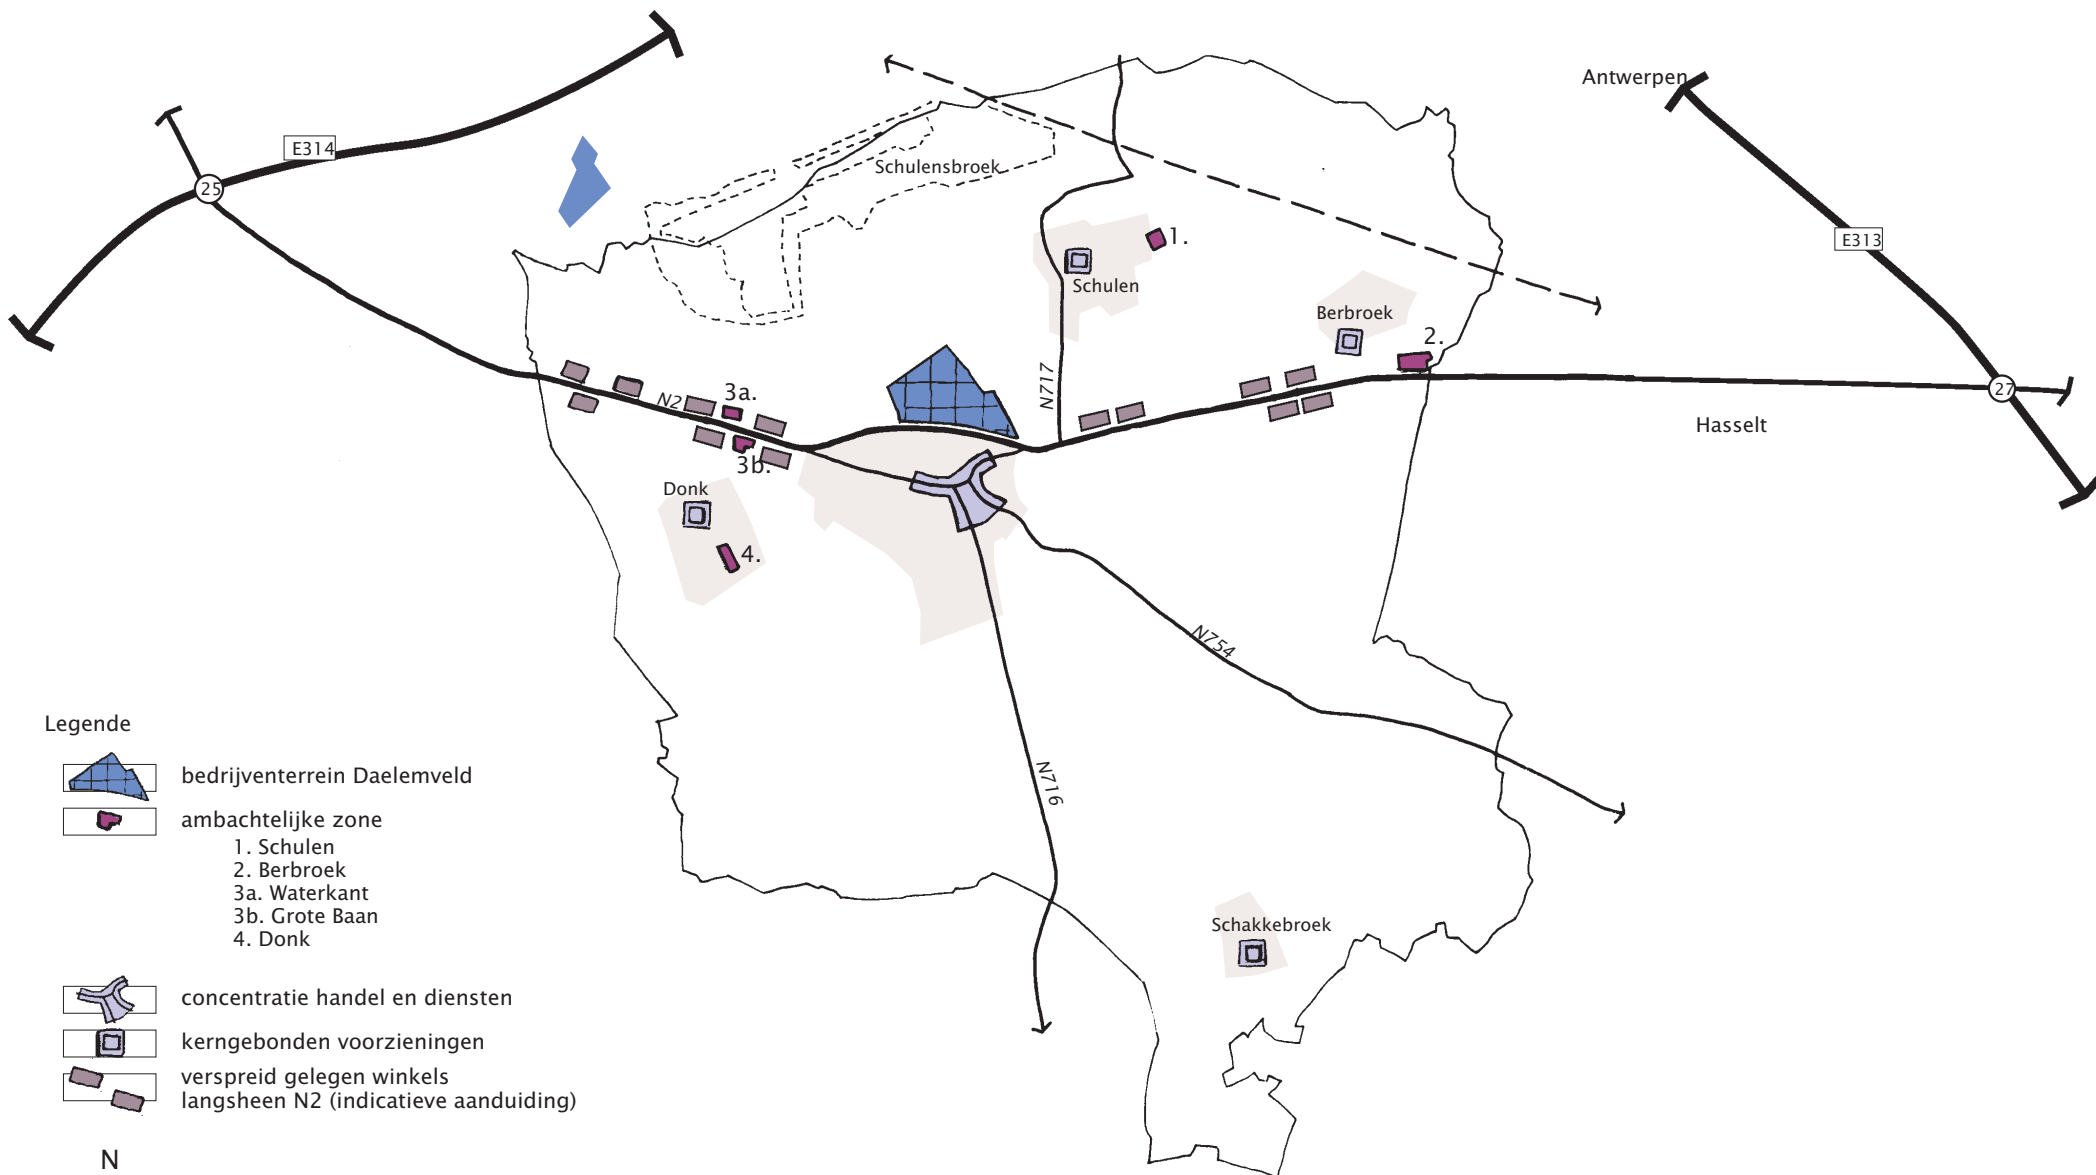 Antwerpen
E314
25
Schulensbroek
1.
E313
Schulen
Berbroek
2.
N717
3a.
N2
27
Hasselt
3b.
Donk
4.
N754
N716
Schakkebroek
Legende
bedrijventerrein Daelemveld
ambachtelijke zone
1. Schulen
2. Berbroek
3a. Waterkant
3b. Grote Baan
4. Donk
concentratie handel en diensten
kerngebonden voorzieningen
verspreid gelegen winkels
langsheen N2 (indicatieve aanduiding)
N